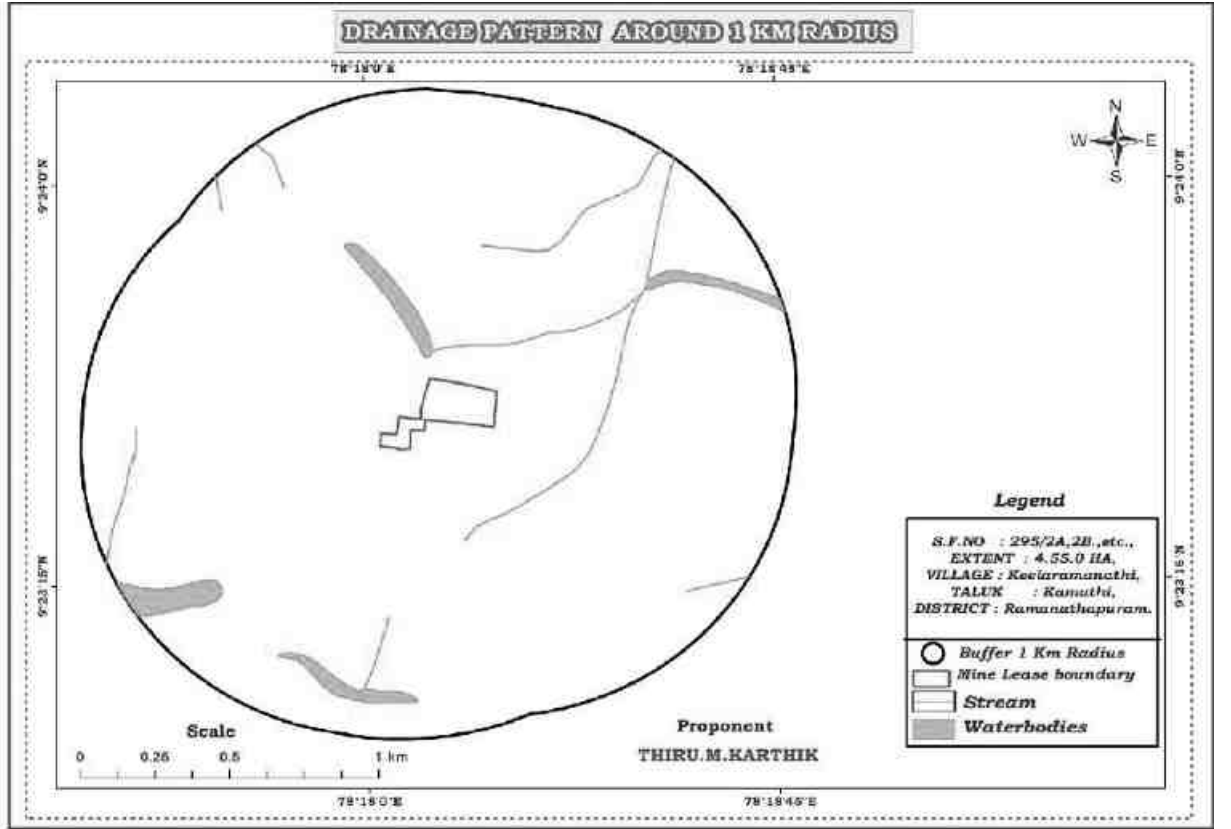 DRAINAGE PATTERN AROUND 1 KM RADIUS
78°18'0"E
78°18'45"E
N
W
E
S
9°24'0"N
9°24'0"N
9°23'15"N
9°23'15"N
Legend
S.F.NO : 295/2A,2B.,etc.,
EXTENT : 4.55.0 HA,
VILLAGE : Keelaramanathi,
TALUK : Kamuthi,
DISTRICT : Ramanathapuram.
Buffer 1 Km Radius
Mine Lease boundary
Stream
Waterbodies
Scale
0 0.25 0.5 1 km
Proponent
THIRU.M.KARTHIK
78°18'0"E
78°18'45"E